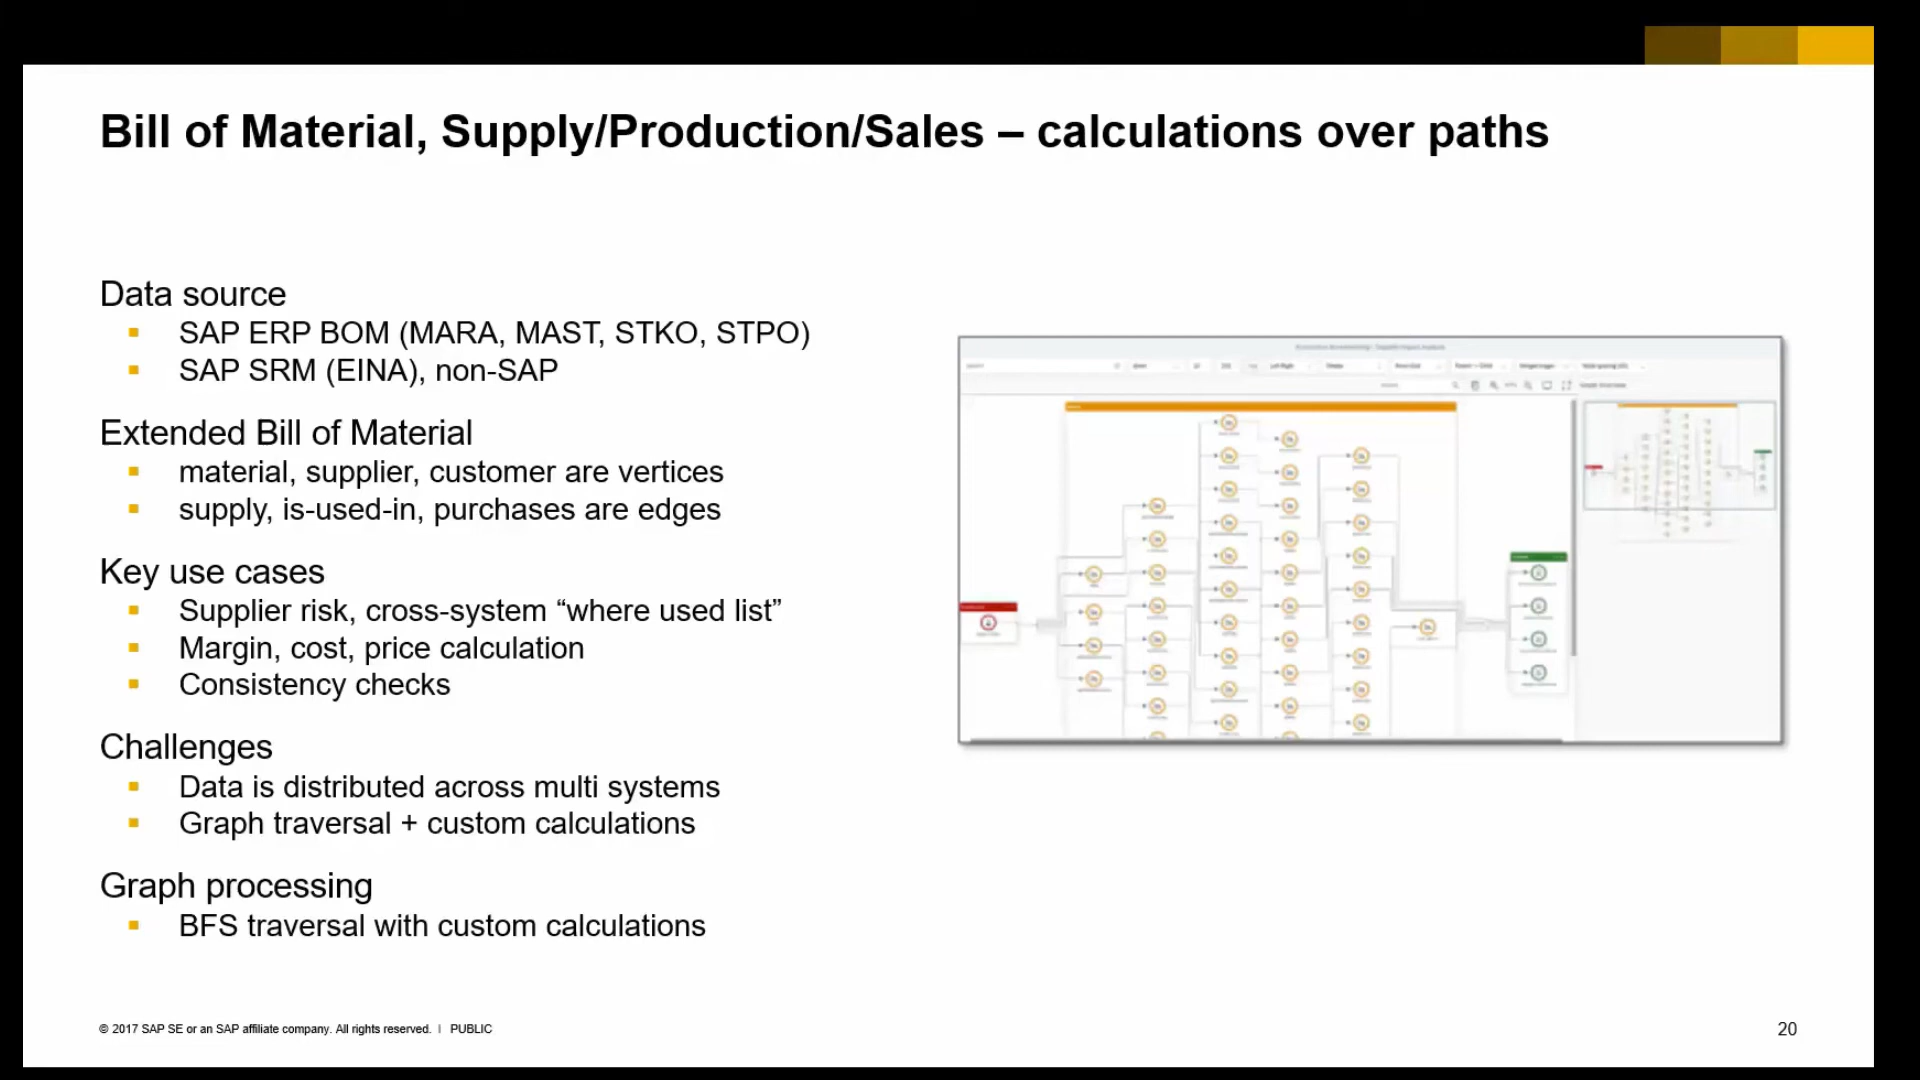 Bill of Material, Supply/Production/Sales – calculations over paths
Data source
SAP ERP BOM (MARA, MAST, STKO, STPO)
SAP SRM (EINA), non-SAP
Extended Bill of Material
material, supplier, customer are vertices
supply, is-used-in, purchases are edges
Key use cases
Supplier risk, cross-system “where used list”
Margin, cost, price calculation
Consistency checks
Challenges
Data is distributed across multi systems
Graph traversal + custom calculations
Graph processing
BFS traversal with custom calculations
© 2017 SAP SE or an SAP affiliate company. All rights reserved. I PUBLIC
20